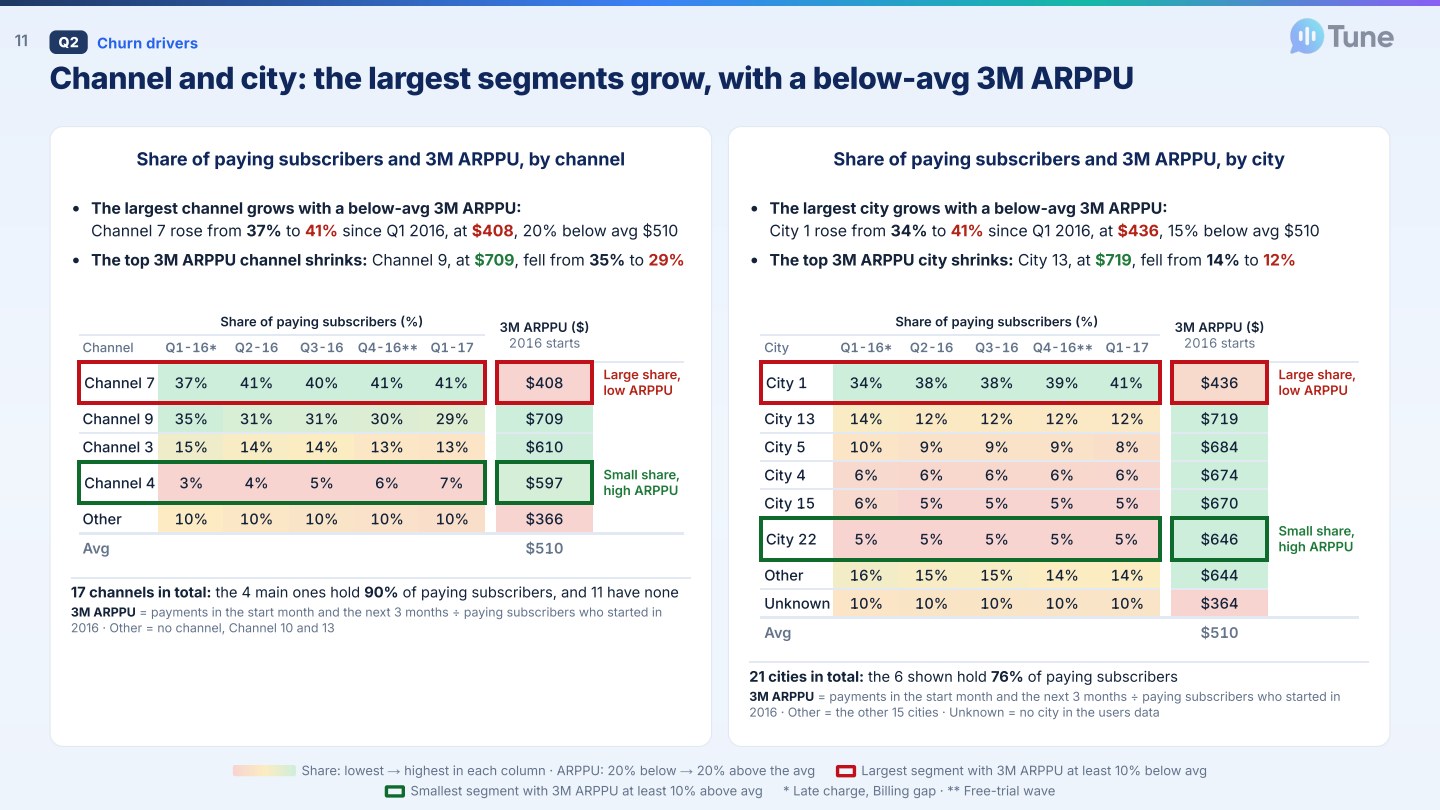 11
Q2 Churn drivers
Tune
Channel and city: the largest segments grow, with a below-avg 3M ARPPU
Share of paying subscribers and 3M ARPPU, by channel
• The largest channel grows with a below-avg 3M ARPPU:
Channel 7 rose from 37% to 41% since Q1 2016, at $408, 20% below avg $510
• The top 3M ARPPU channel shrinks: Channel 9, at $709, fell from 35% to 29%
Share of paying subscribers (%)
3M ARPPU ($)
2016 starts
Channel Q1-16* Q2-16 Q3-16 Q4-16** Q1-17
Channel 7 37% 41% 40% 41% 41% $408
Large share,
low ARPPU
Channel 9 35% 31% 31% 30% 29% $709
Channel 3 15% 14% 14% 13% 13% $610
Channel 4 3% 4% 5% 6% 7% $597
Small share,
high ARPPU
Other 10% 10% 10% 10% 10% $366
Avg $510
17 channels in total: the 4 main ones hold 90% of paying subscribers, and 11 have none
3M ARPPU = payments in the start month and the next 3 months ÷ paying subscribers who started in
2016 · Other = no channel, Channel 10 and 13
Share of paying subscribers and 3M ARPPU, by city
• The largest city grows with a below-avg 3M ARPPU:
City 1 rose from 34% to 41% since Q1 2016, at $436, 15% below avg $510
• The top 3M ARPPU city shrinks: City 13, at $719, fell from 14% to 12%
Share of paying subscribers (%)
3M ARPPU ($)
2016 starts
City Q1-16* Q2-16 Q3-16 Q4-16** Q1-17
City 1 34% 38% 38% 39% 41% $436
Large share,
low ARPPU
City 13 14% 12% 12% 12% 12% $719
City 5 10% 9% 9% 9% 8% $684
City 4 6% 6% 6% 6% 6% $674
City 15 6% 5% 5% 5% 5% $670
City 22 5% 5% 5% 5% 5% $646
Small share,
high ARPPU
Other 16% 15% 15% 14% 14% $644
Unknown 10% 10% 10% 10% 10% $364
Avg $510
21 cities in total: the 6 shown hold 76% of paying subscribers
3M ARPPU = payments in the start month and the next 3 months ÷ paying subscribers who started in
2016 · Other = the other 15 cities · Unknown = no city in the users data
Share: lowest → highest in each column · ARPPU: 20% below → 20% above the avg Largest segment with 3M ARPPU at least 10% below avg
Smallest segment with 3M ARPPU at least 10% above avg * Late charge, Billing gap · ** Free-trial wave